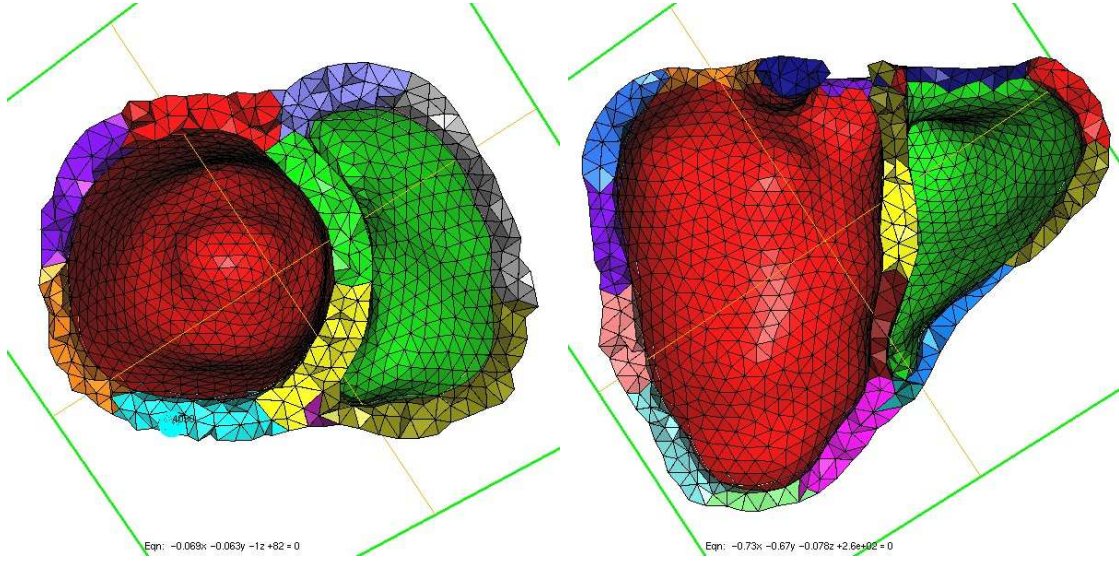 Eqn: −0.069x −0.063y −1z +82 = 0
Eqn: −0.73x −0.67y −0.078z +2.6e+02 = 0